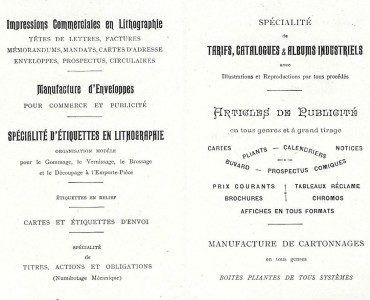 Impressions Commerciales en Lithographie
TÊTES DE LETTRES, FACTURES
MÉMORANDUMS, MANDATS, CARTES D'ADRESSE
ENVELOPPES, PROSPECTUS, CIRCULAIRES
Manufacture d'Enveloppes
POUR COMMERCE ET PUBLICITÉ
SPÉCIALITÉ D'ÉTIQUETTES EN LITHOGRAPHIE
ORGANISATION MODÈLE
pour le Gommage, le Vernissage, le Bronzage
et le Découpage à l'Emporte-Pièce
ÉTIQUETTES EN RELIEF
CARTES ET ÉTIQUETTES D'ENVOI
SPÉCIALITÉ
de
TITRES, ACTIONS ET OBLIGATIONS
(Numérotage Mécanique)
SPÉCIALITÉ
de
TARIFS, CATALOGUES & ALBUMS INDUSTRIELS
avec
Illustrations et Reproductions par tous procédés
ARTICLES DE PUBLICITÉ
en tous genres et à grand tirage
CARTES PLIANTS — CALENDRIERS NOTICES
BUVARD — PROSPECTUS COMIQUES
PRIX COURANTS TABLEAUX RÉCLAME
BROCHURES CHROMOS
AFFICHES EN TOUS FORMATS
MANUFACTURE DE CARTONNAGES
en tous genres
BOITES PLIANTES DE TOUS SYSTÈMES